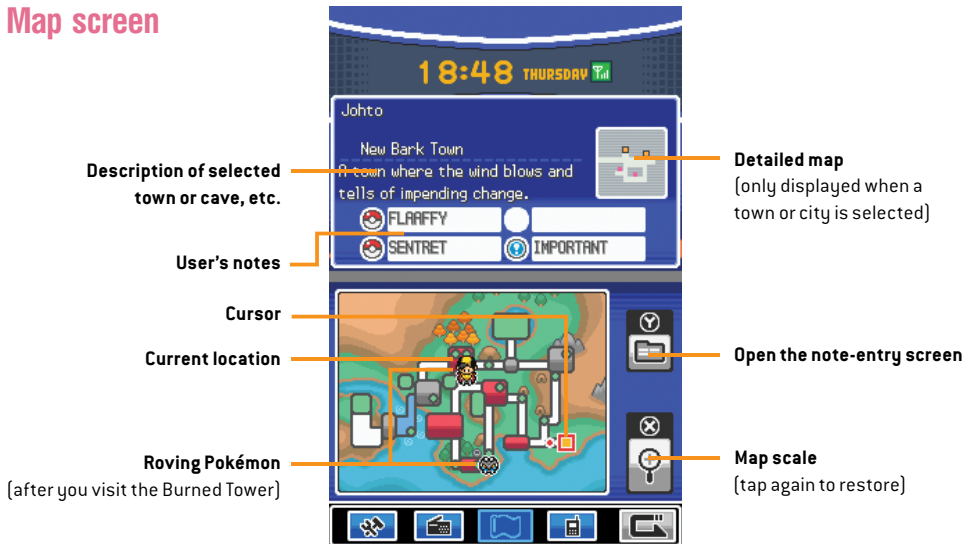 Map screen
18:48 THURSDAY
Johto
New Bark Town
A town where the wind blows and
tells of impending change.
FLAAFFY
SENTRET
IMPORTANT
Description of selected
town or cave, etc.
User's notes
Cursor
Current location
Roving Pokémon
(after you visit the Burned Tower)
Detailed map
(only displayed when a
town or city is selected)
Y
Open the note-entry screen
X
Map scale
(tap again to restore)